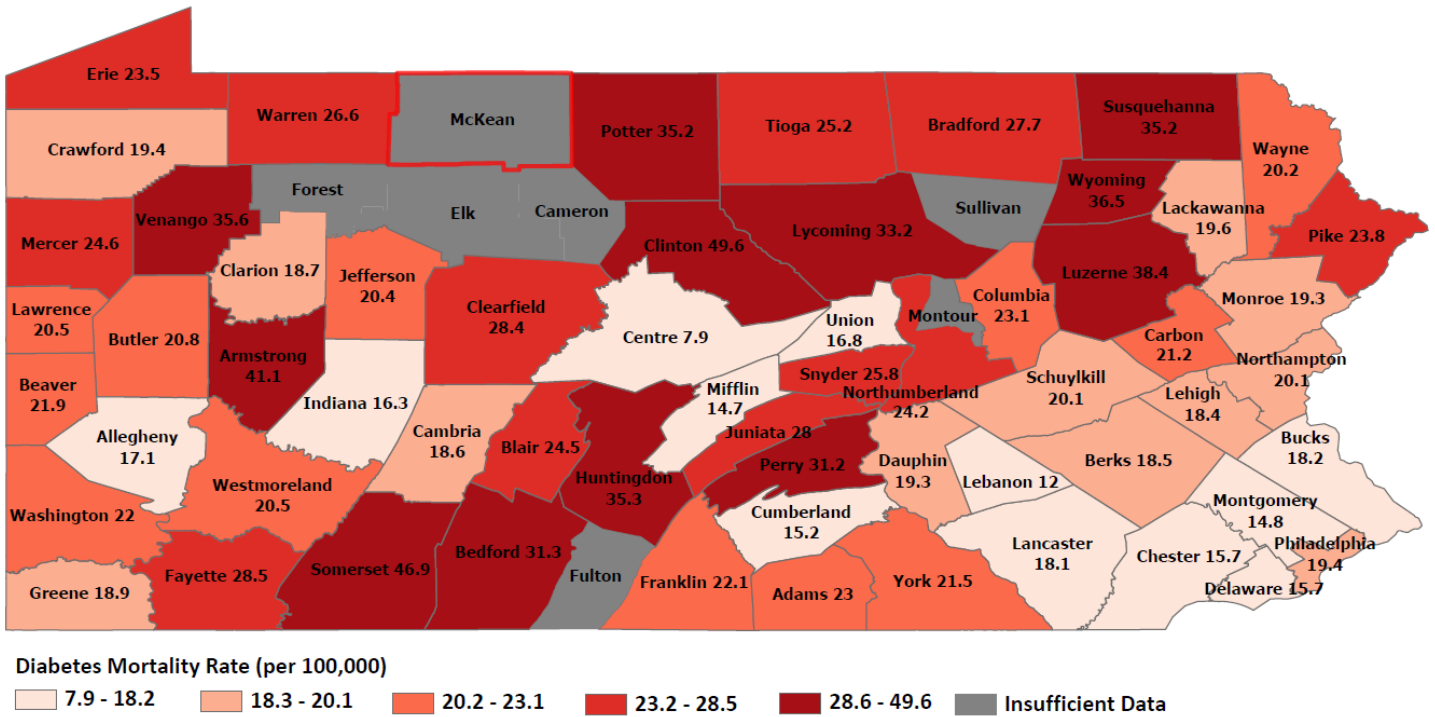 Erie 23.5
Warren 26.6
McKean
Potter 35.2
Tioga 25.2
Bradford 27.7
Susquehanna
35.2
Wayne
20.2
Crawford 19.4
Forest
Elk
Cameron
Sullivan
Wyoming
36.5
Lackawanna
19.6
Pike 23.8
Mercer 24.6
Venango 35.6
Clarion 18.7
Jefferson
20.4
Clinton 49.6
Lycoming 33.2
Luzerne 38.4
Monroe 19.3
Lawrence
20.5
Butler 20.8
Armstrong
41.1
Clearfield
28.4
Centre 7.9
Union
16.8
Montour
Columbia
23.1
Carbon
21.2
Northampton
20.1
Beaver
21.9
Indiana 16.3
Mifflin
14.7
Snyder 25.8
Northumberland
24.2
Schuylkill
20.1
Lehigh
18.4
Allegheny
17.1
Cambria
18.6
Blair 24.5
Huntingdon
35.3
Juniata 28
Perry 31.2
Dauphin
19.3
Lebanon 12
Berks 18.5
Bucks
18.2
Westmoreland
20.5
Washington 22
Cumberland
15.2
Montgomery
14.8
Philadelphia
19.4
Greene 18.9
Fayette 28.5
Somerset 46.9
Bedford 31.3
Fulton
Franklin 22.1
Adams 23
York 21.5
Lancaster
18.1
Chester 15.7
Delaware 15.7
Diabetes Mortality Rate (per 100,000)
7.9 - 18.2
18.3 - 20.1
20.2 - 23.1
23.2 - 28.5
28.6 - 49.6
Insufficient Data